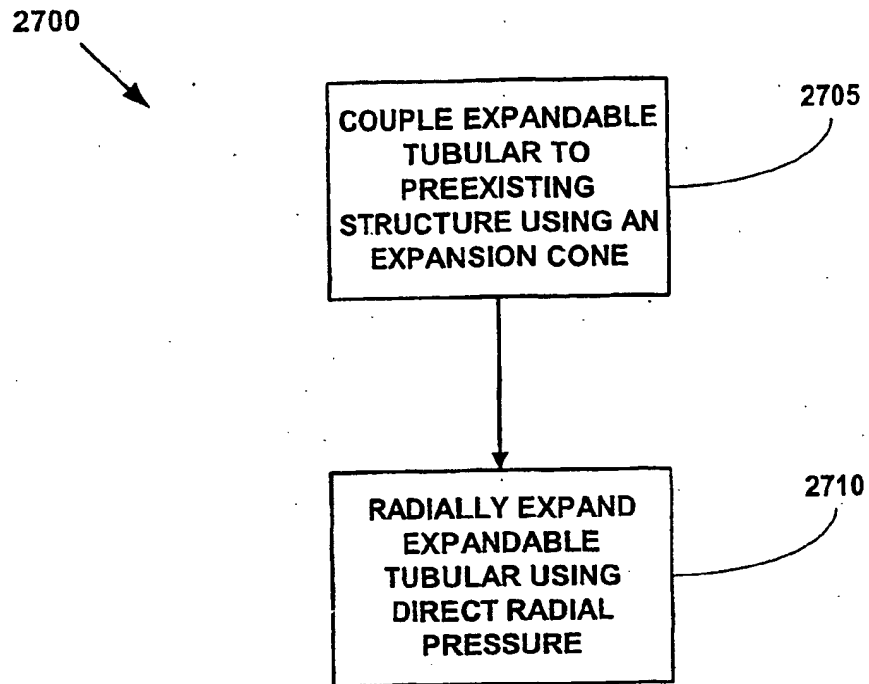 2700
2705
COUPLE EXPANDABLE
TUBULAR TO
PREEXISTING
STRUCTURE USING AN
EXPANSION CONE
2710
RADIALLY EXPAND
EXPANDABLE
TUBULAR USING
DIRECT RADIAL
PRESSURE